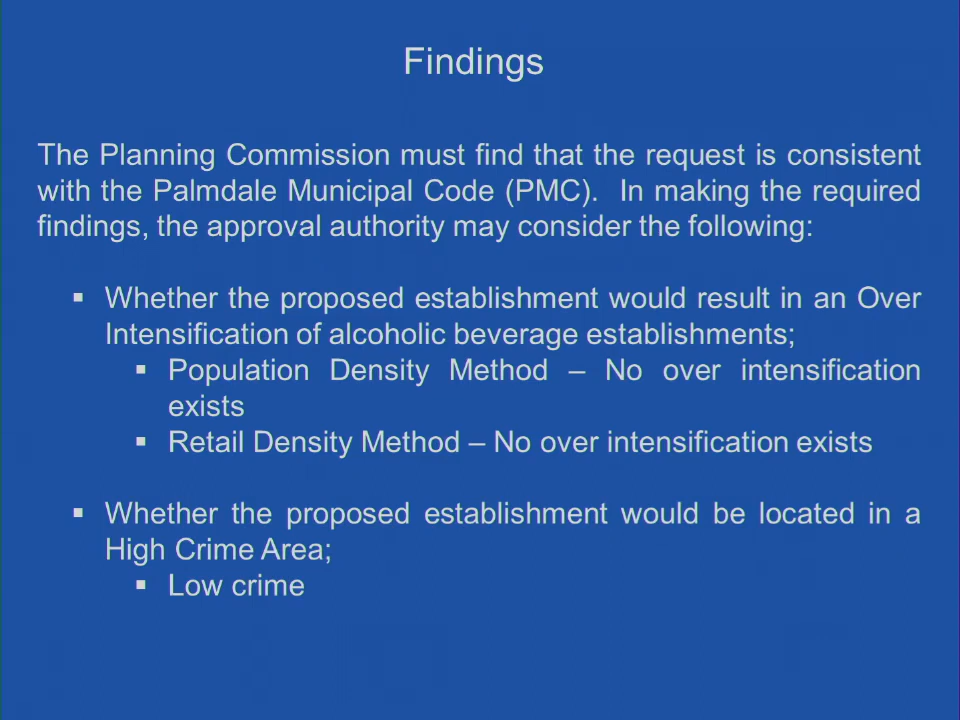 Findings
The Planning Commission must find that the request is consistent
with the Palmdale Municipal Code (PMC). In making the required
findings, the approval authority may consider the following:
▪ Whether the proposed establishment would result in an Over
Intensification of alcoholic beverage establishments;
▪ Population Density Method – No over intensification
exists
▪ Retail Density Method – No over intensification exists
▪ Whether the proposed establishment would be located in a
High Crime Area;
▪ Low crime